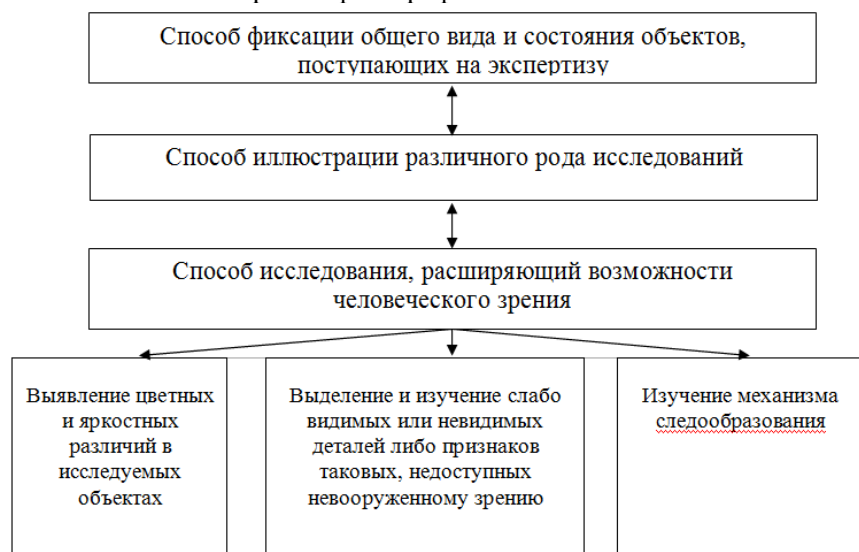 Способ фиксации общего вида и состояния объектов,
поступающих на экспертизу
Способ иллюстрации различного рода исследований
Способ исследования, расширяющий возможности
человеческого зрения
Выявление цветных
и яркостных
различий в
исследуемых
объектах
Выделение и изучение слабо
видимых или невидимых
деталей либо признаков
таковых, недоступных
невооруженному зрению
Изучение механизма
следообразования